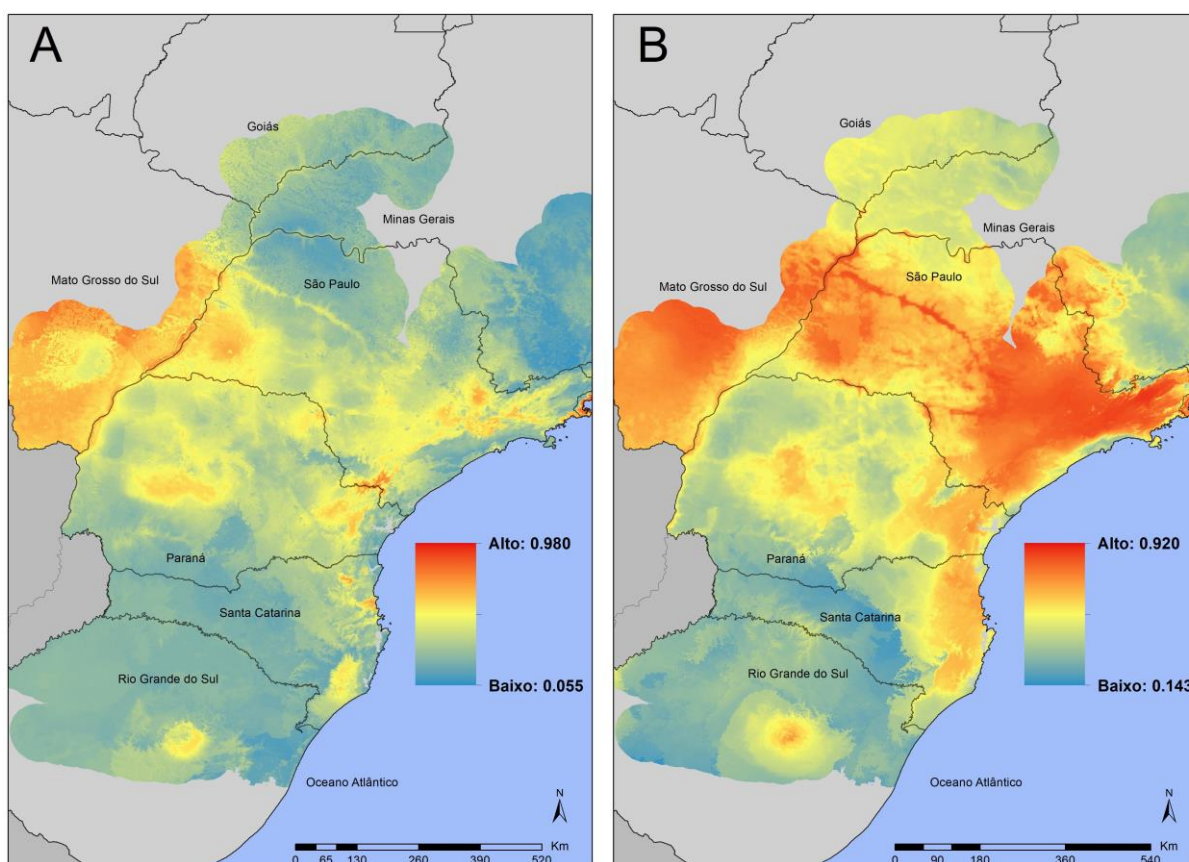 A
Goiás
Minas Gerais
Mato Grosso do Sul
São Paulo
Paraná
Santa Catarina
Rio Grande do Sul
Oceano Atlântico
Alto: 0.980
Baixo: 0.055
N
Km
0 65 130 260 390 520
B
Goiás
Minas Gerais
Mato Grosso do Sul
São Paulo
Paraná
Santa Catarina
Rio Grande do Sul
Oceano Atlântico
Alto: 0.920
Baixo: 0.143
N
Km
0 90 180 360 540